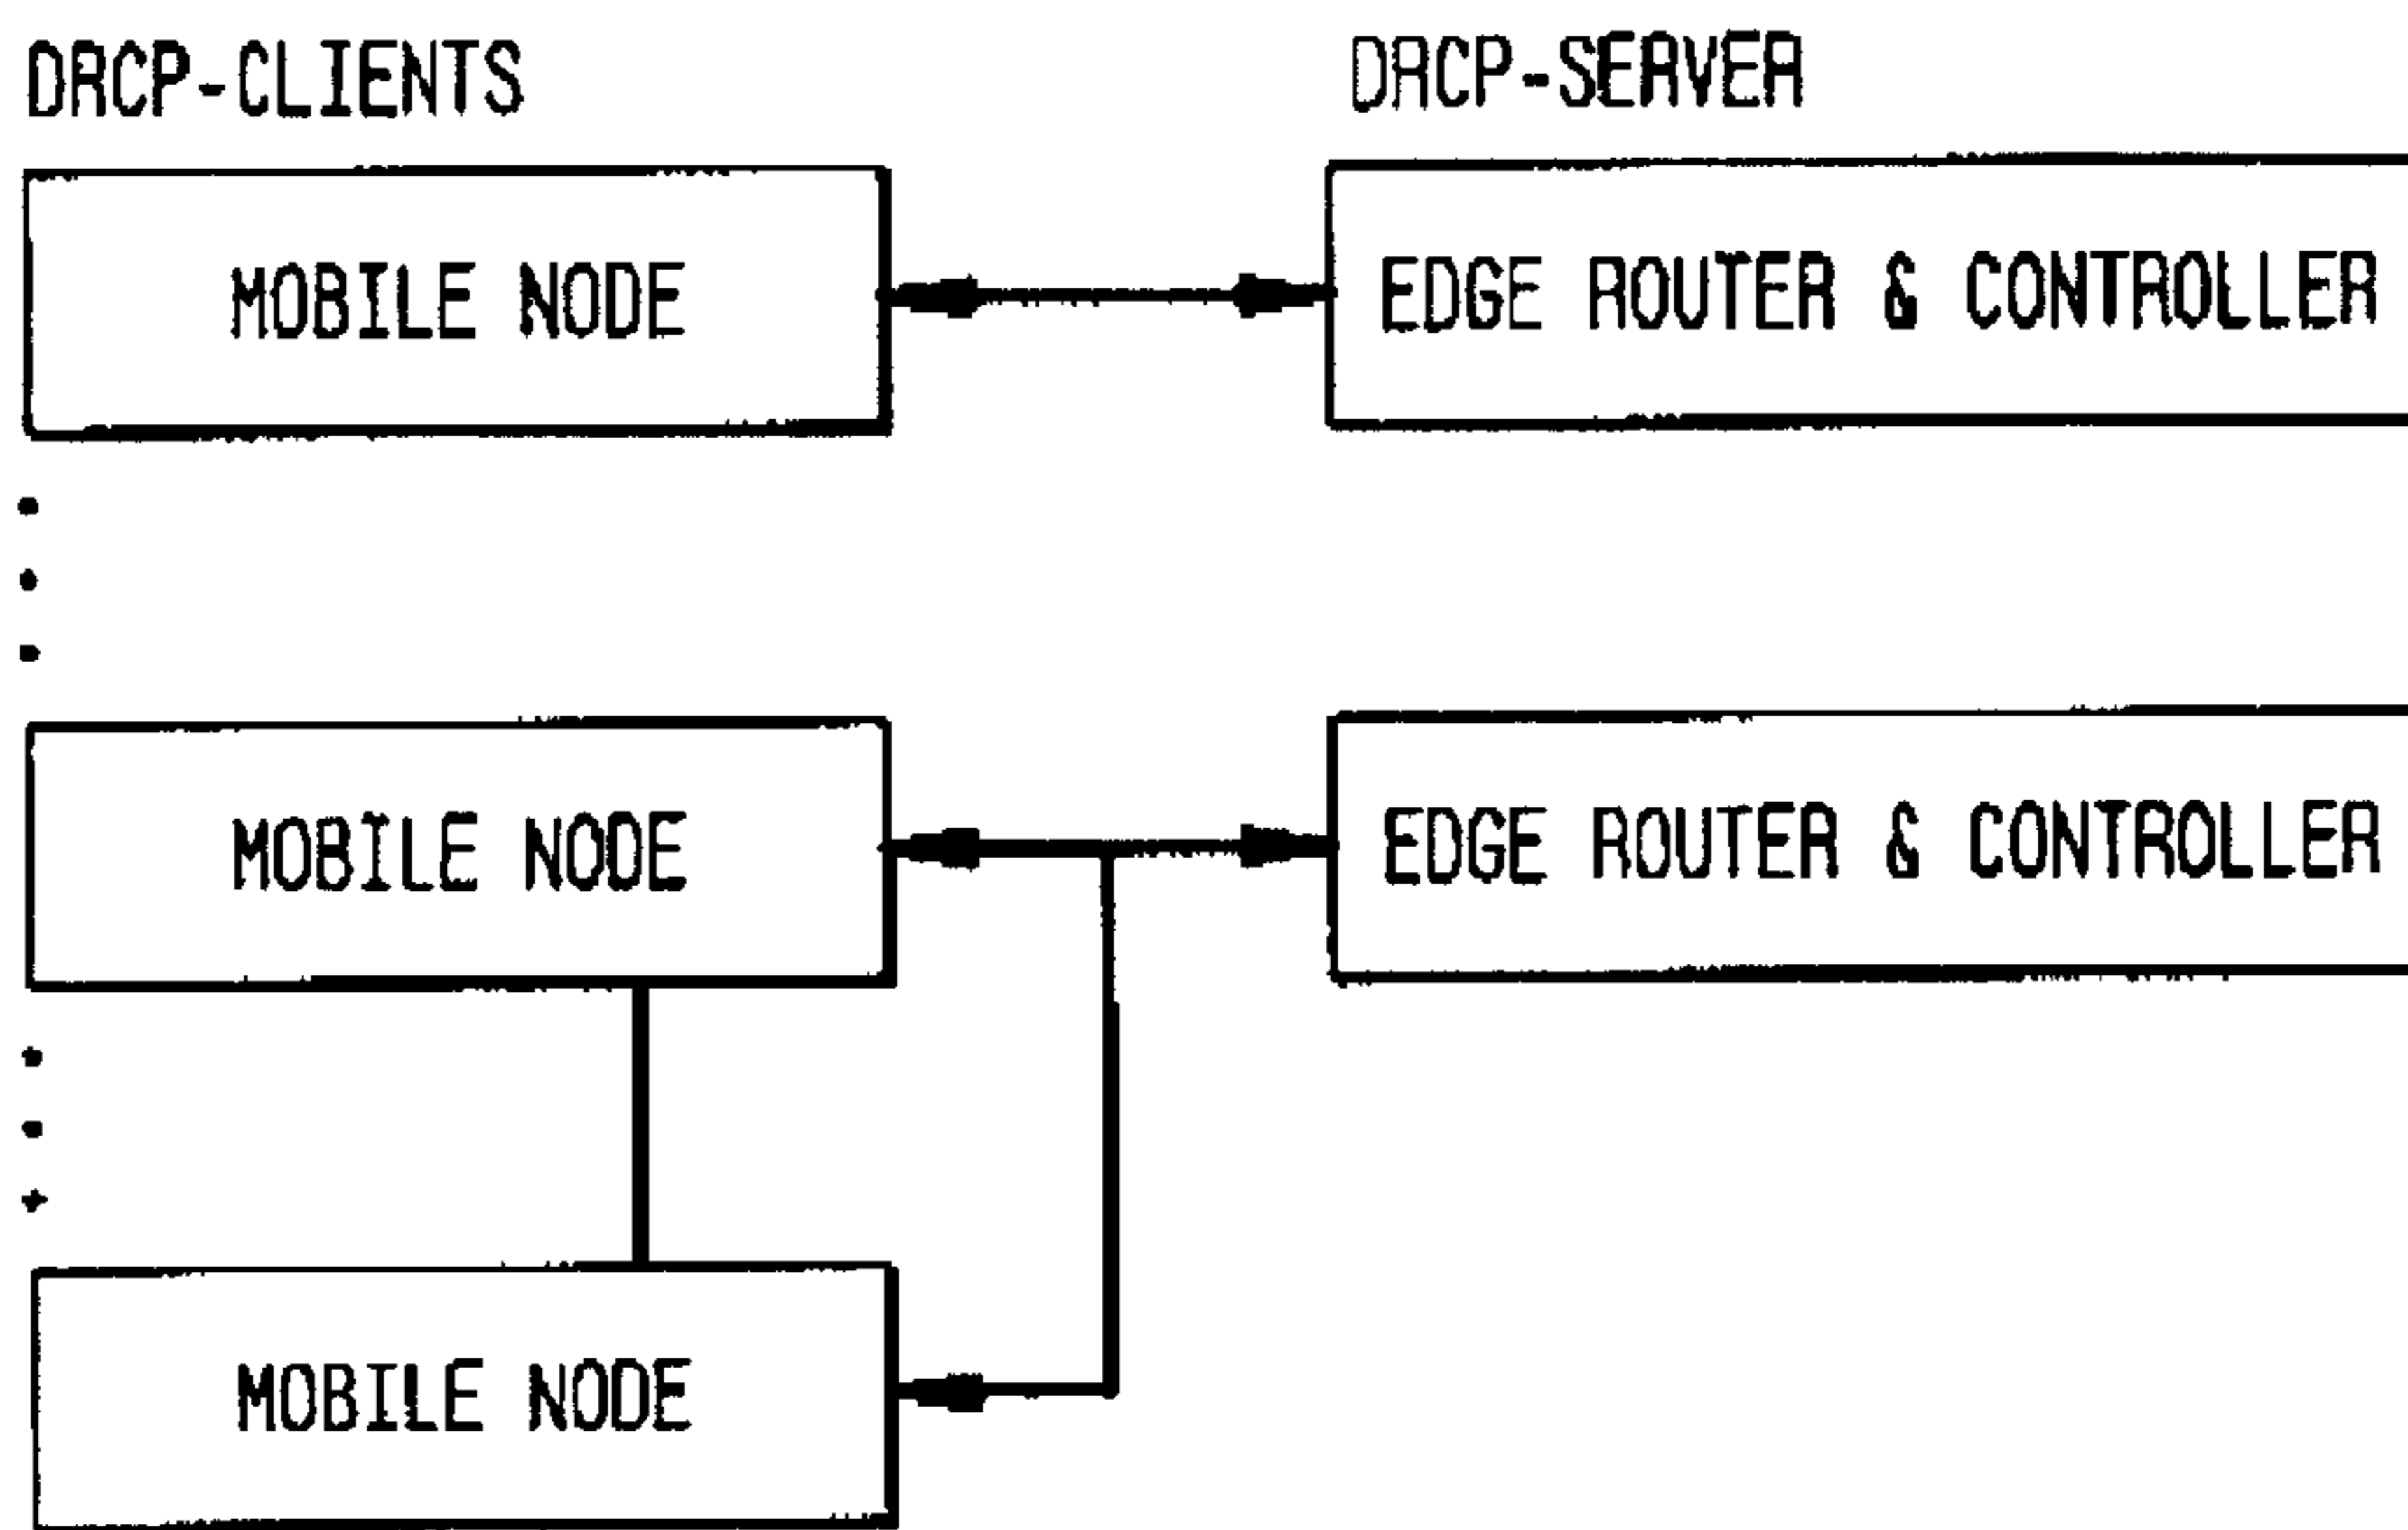 DRCP-CLIENTS
DRCP-SERVER
MOBILE NODE
EDGE ROUTER & CONTROLLER
MOBILE NODE
EDGE ROUTER & CONTROLLER
MOBILE NODE